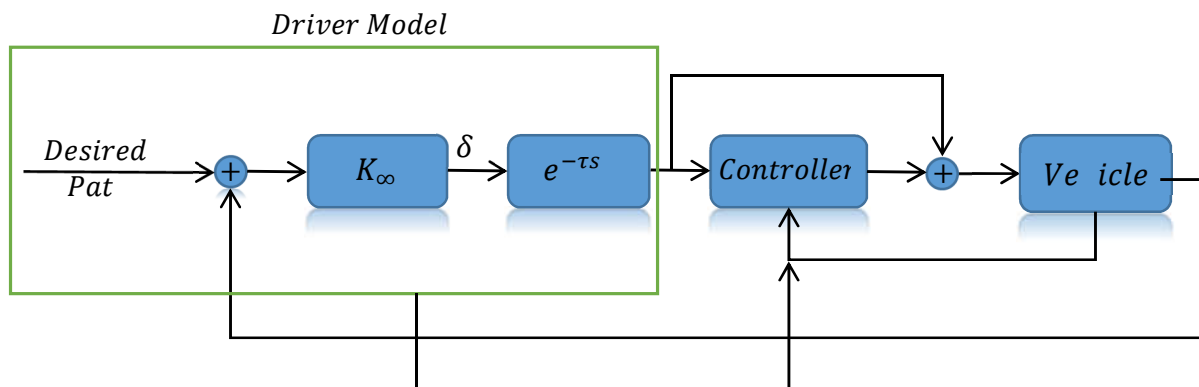 Driver Model
Desired
Pat
+
K∞
δ
e^{-τs}
Controller
+
Ve icle